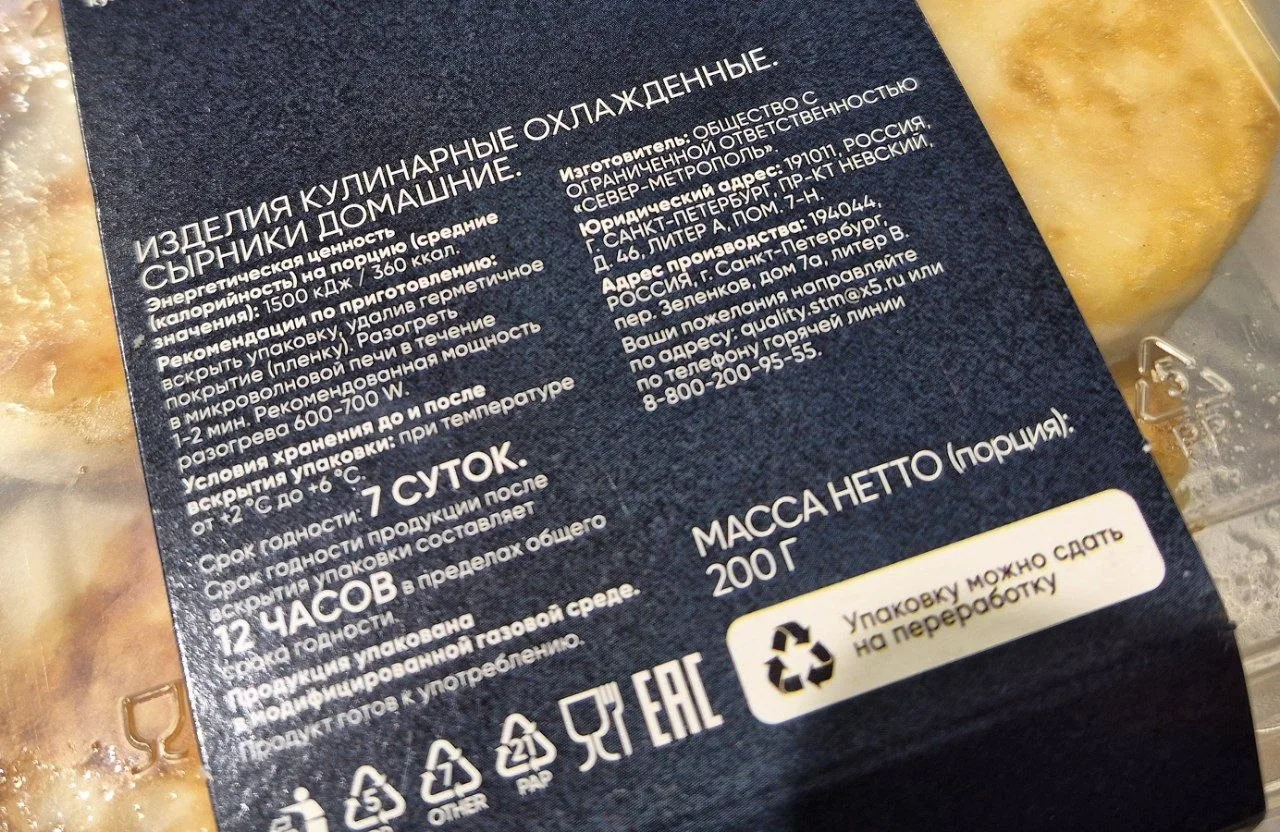 ИЗДЕЛИЯ КУЛИНАРНЫЕ ОХЛАЖДЕННЫЕ.
СЫРНИКИ ДОМАШНИЕ.
Энергетическая ценность
(калорийность) на порцию (средние
значения): 1500 кДж / 360 ккал.
Рекомендации по приготовлению:
вскрыть упаковку, удалив герметичное
покрытие (пленку). Разогреть
в микроволновой печи в течение
1-2 мин. Рекомендованная мощность
разогрева 600-700 W.
Условия хранения до и после
вскрытия упаковки: при температуре
от +2 °С до +6 °С.
Срок годности: 7 СУТОК.
Срок годности продукции после
вскрытия упаковки составляет
12 ЧАСОВ в пределах общего
срока годности.
Продукция упакована
в модифицированной газовой среде.
Продукт готов к употреблению.
Изготовитель: ОБЩЕСТВО С
ОГРАНИЧЕННОЙ ОТВЕТСТВЕННОСТЬЮ
«СЕВЕР-МЕТРОПОЛЬ».
Юридический адрес: 191011, РОССИЯ,
Г. САНКТ-ПЕТЕРБУРГ, ПР-КТ НЕВСКИЙ,
Д. 46, ЛИТЕР А, ПОМ. 7-Н.
Адрес производства: 194044,
РОССИЯ, г. Санкт-Петербург,
пер. Зеленков, дом 7а, литер В.
Ваши пожелания направляйте
по адресу: quality.stm@x5.ru или
по телефону горячей линии
8-800-200-95-55.
МАССА НЕТТО (порция):
200 Г
Упаковку можно сдать
на переработку
5
7
OTHER
21
PAP
EAC
5